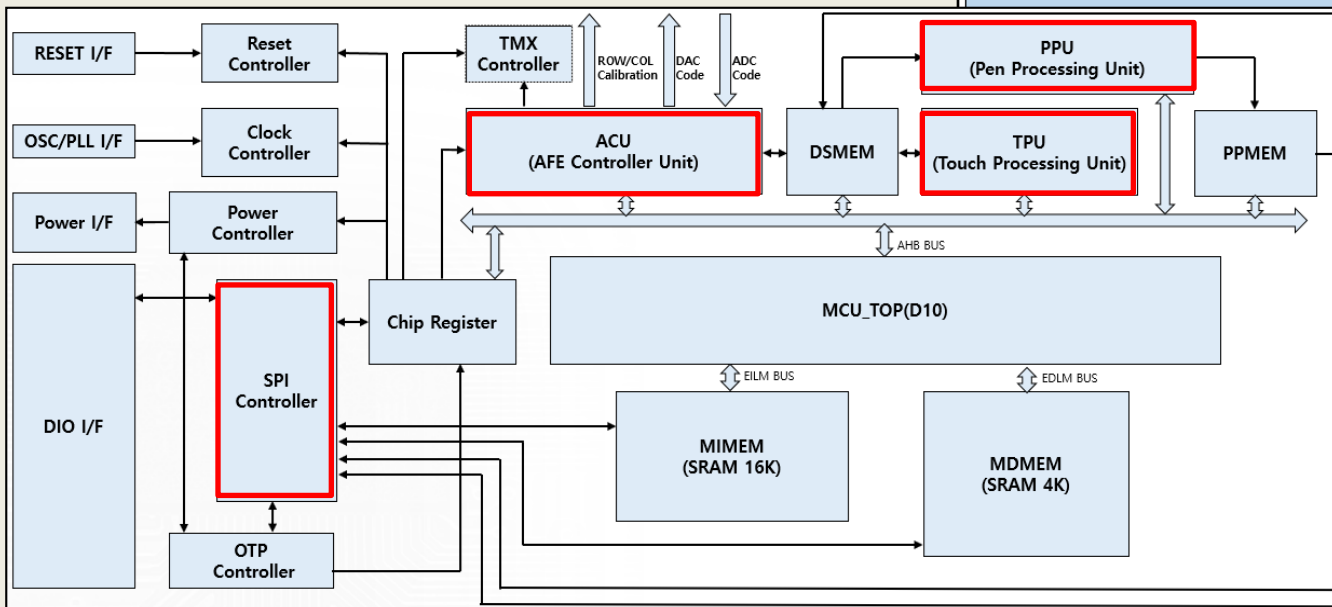 RESET I/F
Reset
Controller
TMX
Controller
ROW/COL
Calibration
DAC
Code
ADC
Code
PPU
(Pen Processing Unit)
OSC/PLL I/F
Clock
Controller
ACU
(AFE Controller Unit)
DSMEM
TPU
(Touch Processing Unit)
PPMEM
Power I/F
Power
Controller
AHB BUS
DIO I/F
SPI
Controller
Chip Register
MCU_TOP(D10)
EILM BUS
EDLM BUS
MIMEM
(SRAM 16K)
MDMEM
(SRAM 4K)
OTP
Controller